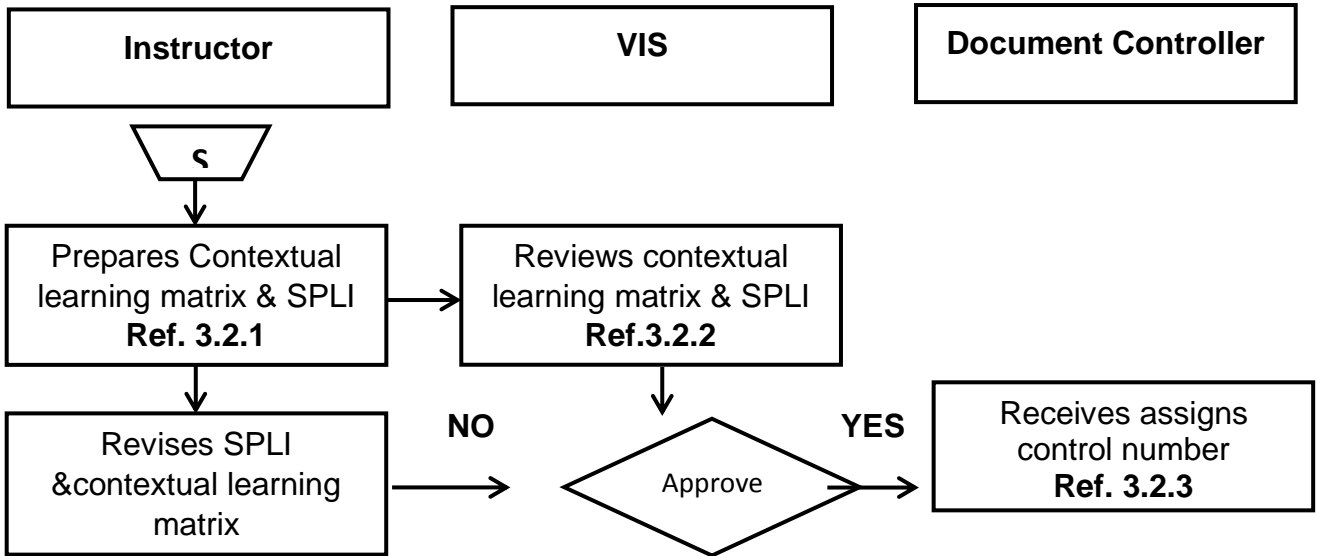 Instructor
VIS
Document Controller
S
Prepares Contextual
learning matrix & SPLI
Ref. 3.2.1
Reviews contextual
learning matrix & SPLI
Ref.3.2.2
Revises SPLI
&contextual learning
matrix
NO
Approve
YES
Receives assigns
control number
Ref. 3.2.3